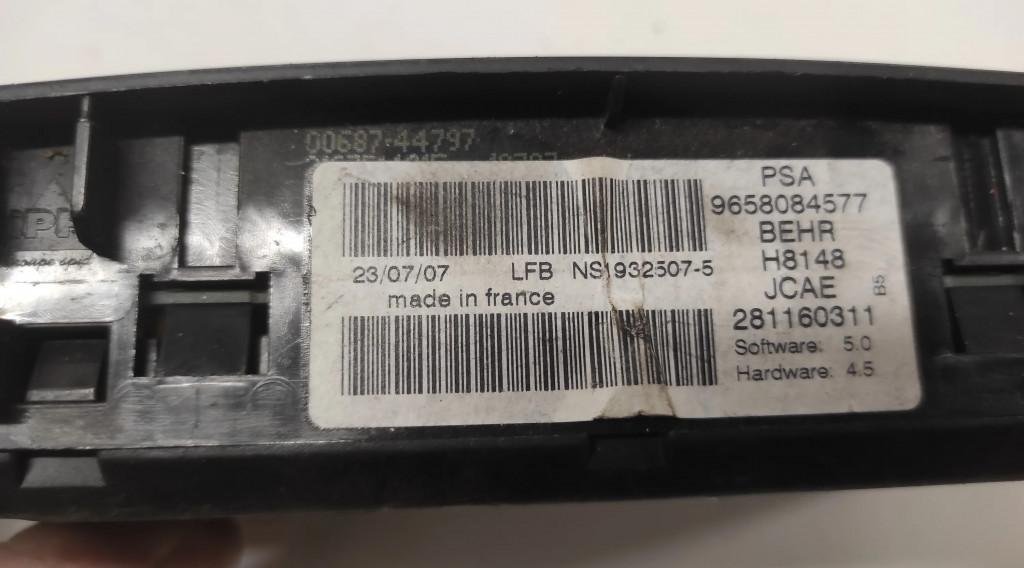 00687-44797
PSA
9658084577
BEHR
H8148
JCAE
281160311
B5
Software: 5.0
Hardware: 4.5
23/07/07 LFB NS1932507-5
made in france